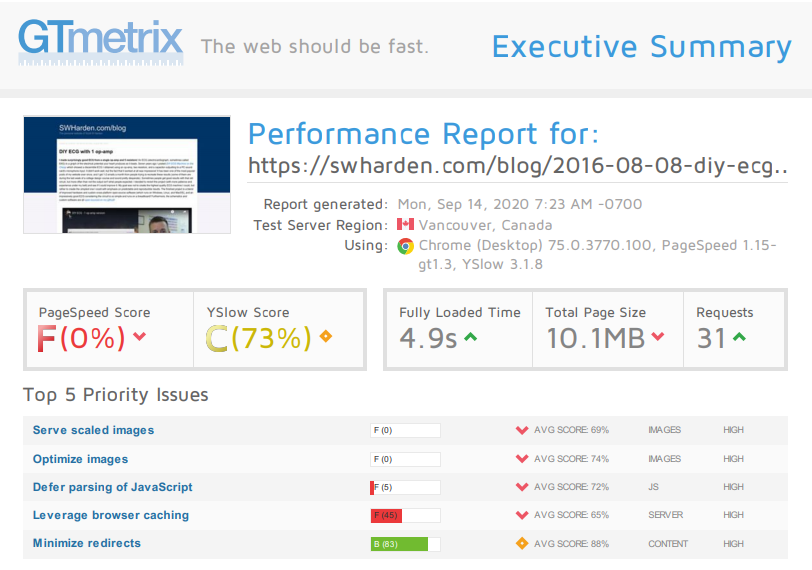 GTmetrix The web should be fast. Executive Summary
SWHarden.com/blog
DIY ECG with 1 op-amp
Performance Report for:
https://swharden.com/blog/2016-08-08-diy-ecg..
Report generated: Mon, Sep 14, 2020 7:23 AM -0700
Test Server Region: Vancouver, Canada
Using: Chrome (Desktop) 75.0.3770.100, PageSpeed 1.15-
gt1.3, YSlow 3.1.8
PageSpeed Score YSlow Score Fully Loaded Time Total Page Size Requests
F(0%) C(73%) 4.9s 10.1MB 31
Top 5 Priority Issues
Serve scaled images F (0) AVG SCORE: 69% IMAGES HIGH
Optimize images F (0) AVG SCORE: 74% IMAGES HIGH
Defer parsing of JavaScript F (5) AVG SCORE: 72% JS HIGH
Leverage browser caching F (45) AVG SCORE: 65% SERVER HIGH
Minimize redirects B (83) AVG SCORE: 88% CONTENT HIGH